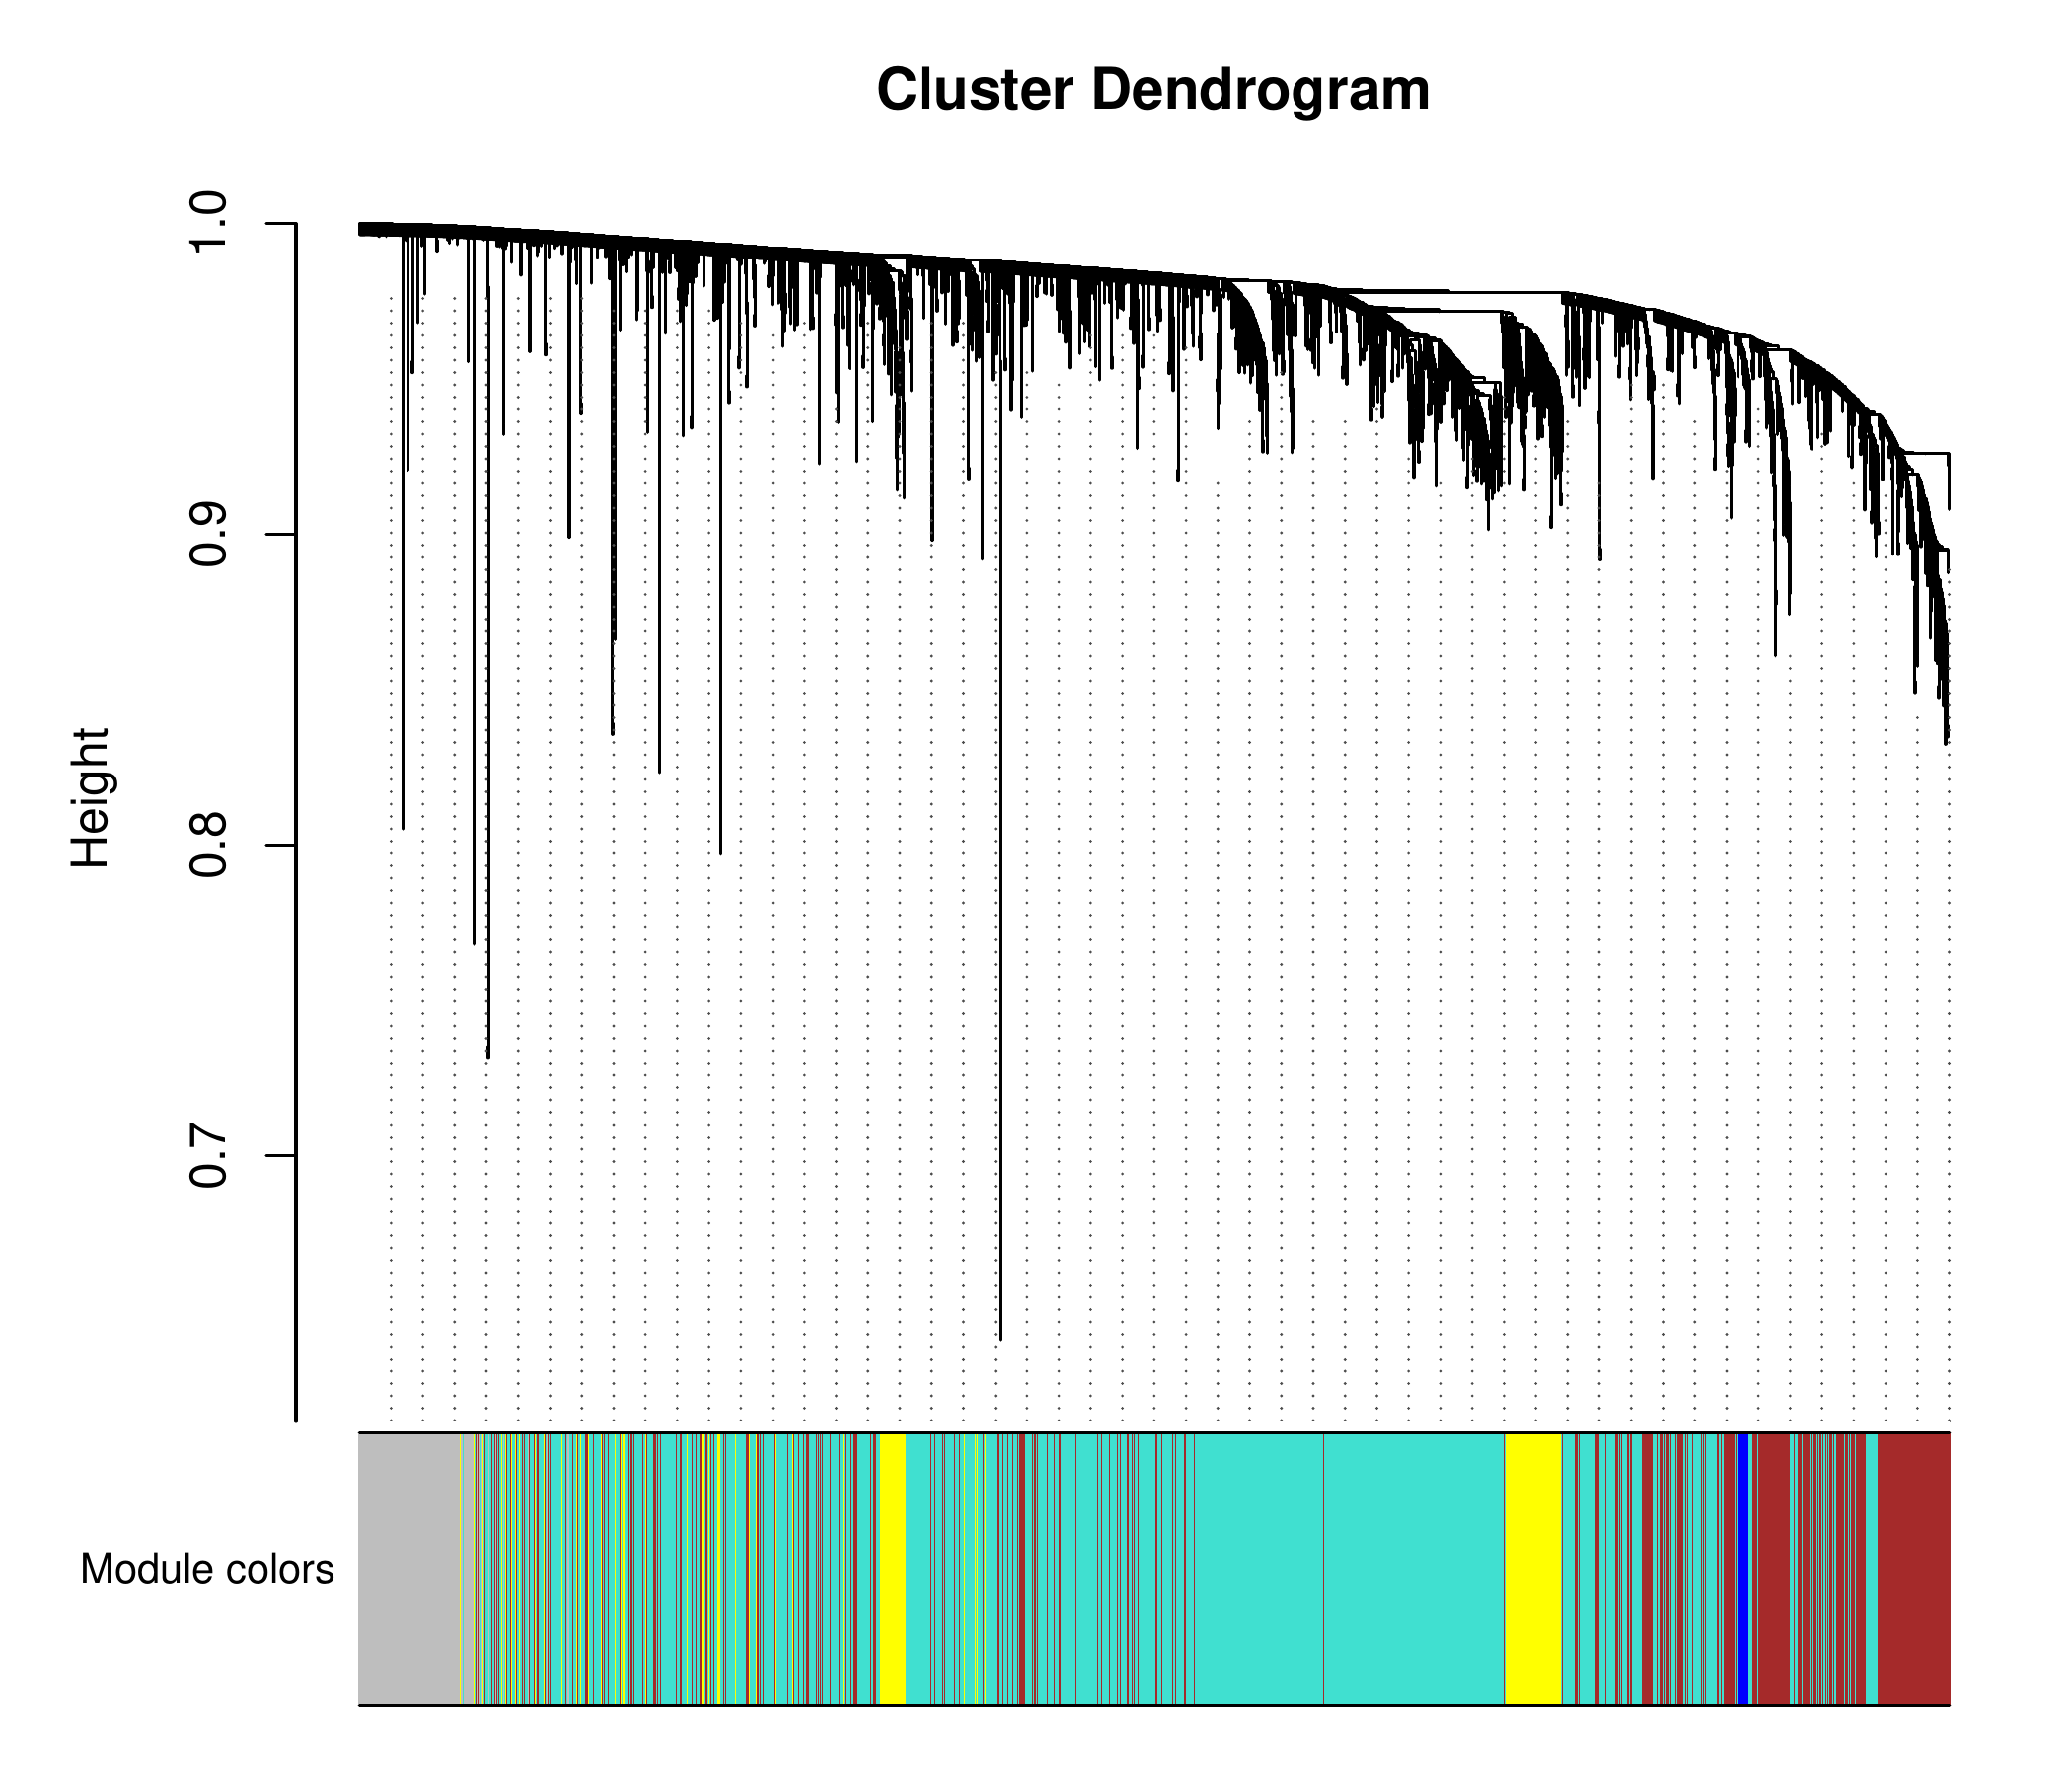 Cluster Dendrogram
Height
1.0
0.9
0.8
0.7
Module colors